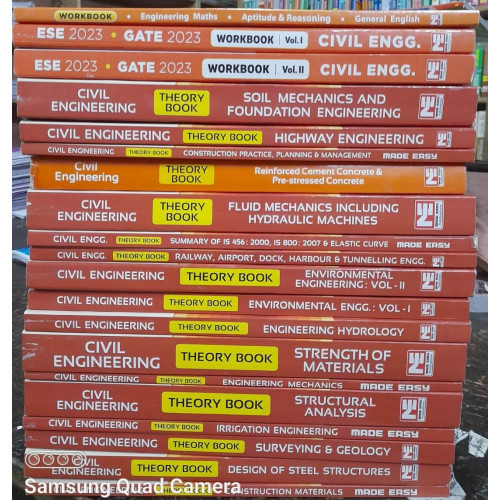 WORKBOOK • Engineering Maths • Aptitude & Reasoning • General English
ESE 2023 • GATE 2023 WORKBOOK | Vol. I CIVIL ENGG.
ESE 2023 • GATE 2023 WORKBOOK | Vol. II CIVIL ENGG.
CIVIL ENGINEERING THEORY BOOK SOIL MECHANICS AND FOUNDATION ENGINEERING
CIVIL ENGINEERING THEORY BOOK HIGHWAY ENGINEERING
CIVIL ENGINEERING THEORY BOOK CONSTRUCTION PRACTICE, PLANNING & MANAGEMENT MADE EASY
Civil Engineering THEORY BOOK Reinforced Cement Concrete & Pre-stressed Concrete
CIVIL ENGINEERING THEORY BOOK FLUID MECHANICS INCLUDING HYDRAULIC MACHINES
CIVIL ENGG. THEORY BOOK SUMMARY OF IS 456 : 2000, IS 800 : 2007 & ELASTIC CURVE MADE EASY
CIVIL ENGG. THEORY BOOK RAILWAY, AIRPORT, DOCK, HARBOUR & TUNNELLING ENGG.
CIVIL ENGINEERING THEORY BOOK ENVIRONMENTAL ENGINEERING : VOL - II
CIVIL ENGINEERING THEORY BOOK ENVIRONMENTAL ENGG. : VOL - I
CIVIL ENGINEERING THEORY BOOK ENGINEERING HYDROLOGY
CIVIL ENGINEERING THEORY BOOK STRENGTH OF MATERIALS
CIVIL ENGINEERING THEORY BOOK ENGINEERING MECHANICS MADE EASY
CIVIL ENGINEERING THEORY BOOK STRUCTURAL ANALYSIS
CIVIL ENGINEERING THEORY BOOK IRRIGATION ENGINEERING MADE EASY
CIVIL ENGINEERING THEORY BOOK SURVEYING & GEOLOGY
ENGINEERING THEORY BOOK DESIGN OF STEEL STRUCTURES
THEORY BOOK CONSTRUCTION MATERIALS MADE EASY
Samsung Quad Camera